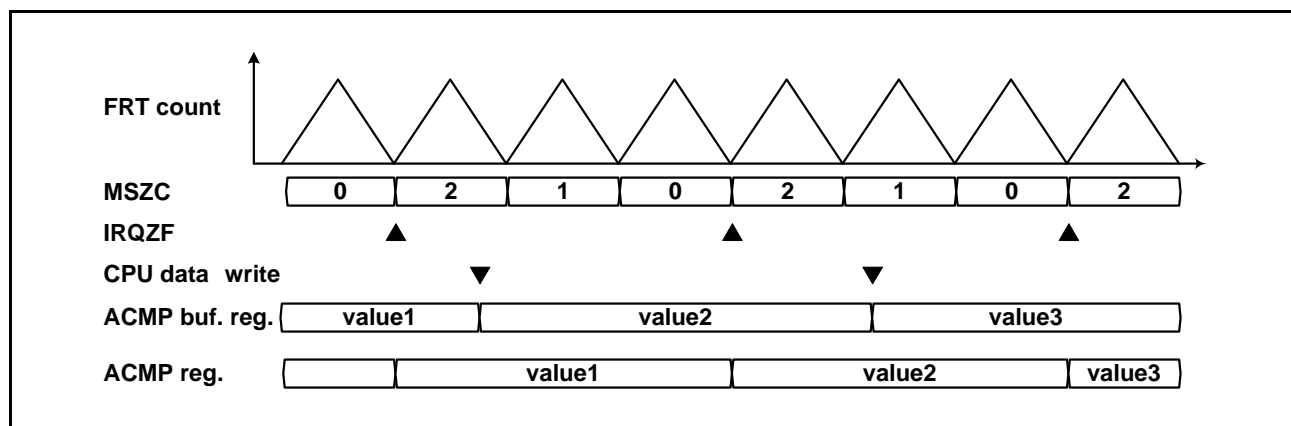 FRT count
MSZC 0 2 1 0 2 1 0 2
IRQZF
CPU data write
ACMP buf. reg. value1 value2 value3
ACMP reg. value1 value2 value3